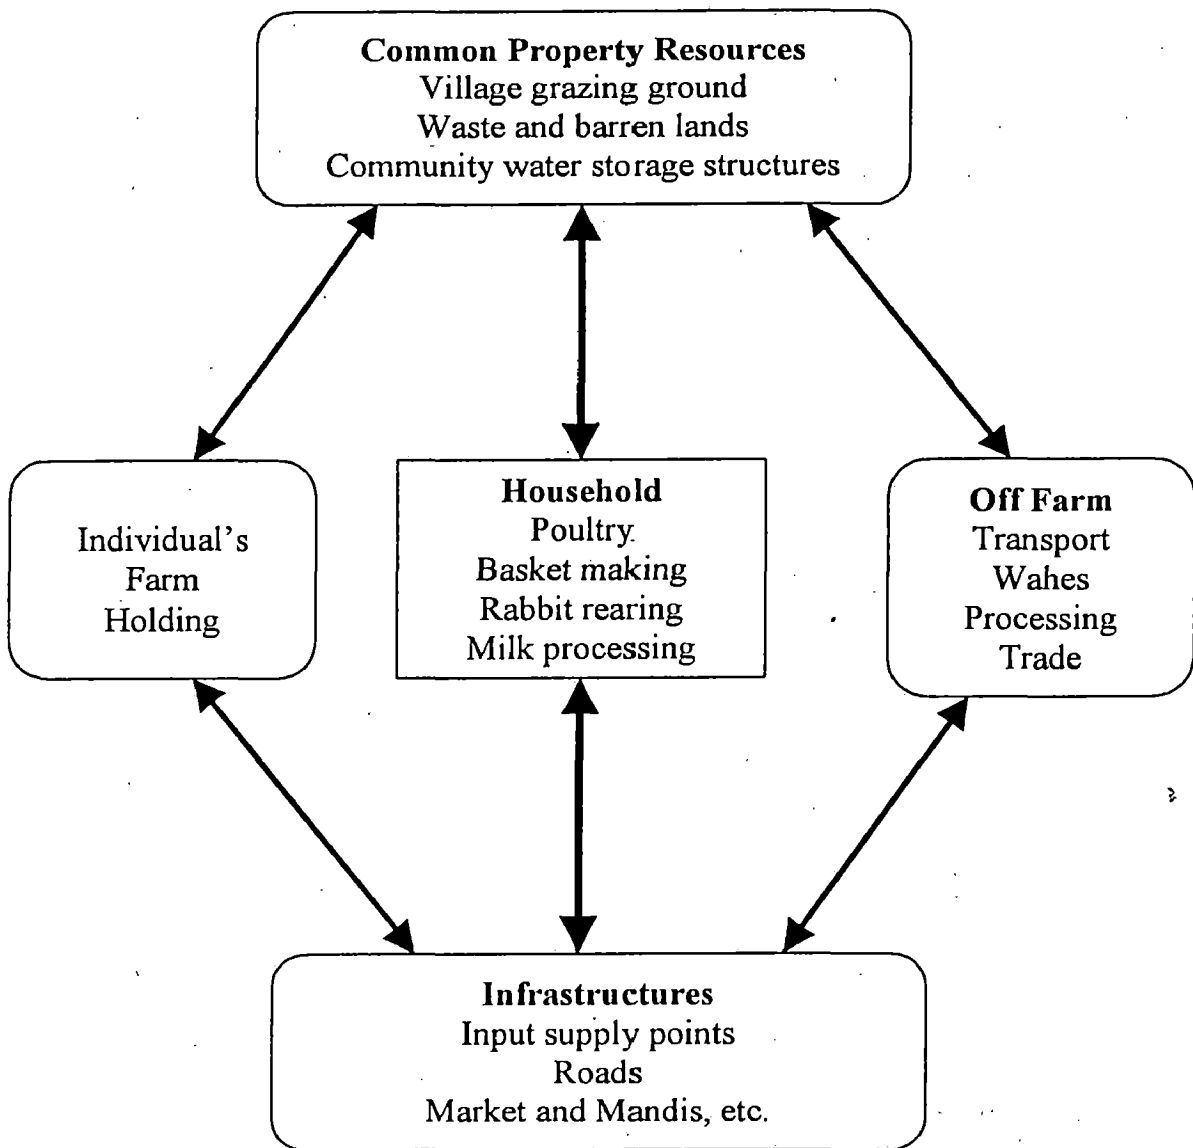 Common Property Resources
Village grazing ground
Waste and barren lands
Community water storage structures
Individual's
Farm
Holding
Household
Poultry.
Basket making
Rabbit rearing
Milk processing
Off Farm
Transport
Wahes
Processing
Trade
Infrastructures
Input supply points
Roads
Market and Mandis, etc.